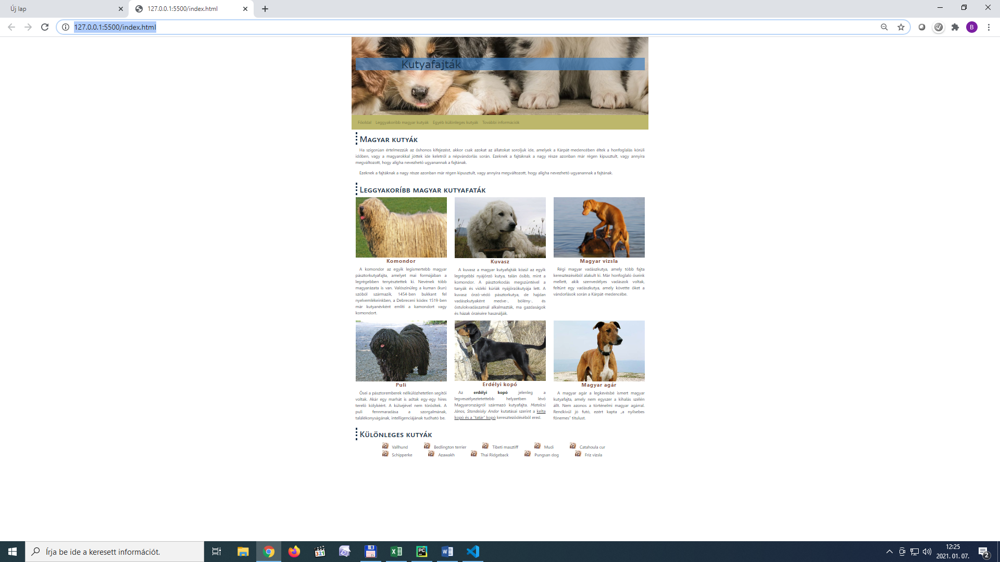 Új lap
127.0.0.1:5500/index.html
127.0.0.1:5500/index.html
B
Kutyafajták
Főoldal Leggyakoribb magyar kutyák Egyéb különleges kutyák További információk
Magyar kutyák
Ha szigorúan értelmezzük az őshonos kifejezést, akkor csak azokat az állatokat soroljuk ide, amelyek a Kárpát-medencében éltek a honfoglalás körüli
időben, vagy a magyarokkal jöttek ide keletről a népvándorlás során. Ezeknek a fajtáknak a nagy része azonban már régen kipusztult, vagy annyira
megváltozott, hogy aligha nevezhető ugyanannak a fajtának.
Ezeknek a fajtáknak a nagy része azonban már régen kipusztult, vagy annyira megváltozott, hogy aligha nevezhető ugyanannak a fajtának.
Leggyakoríbb magyar kutyafaták
Komondor
A komondor az egyik legismertebb magyar
pásztorkutyafajta, amelyet mai formájában a
legrégebben tenyésztettek ki. Nevének több
magyarázata is van. Valószínűleg a kuman (kun)
szóból származik, 1454-ben bukkant fel
nyelvemlékeinkben, a Debreceni kódex 1519-ben
már kutyanévként említi a kamondort vagy
komondort.
Kuvasz
A kuvasz a magyar kutyafajták közül az egyik
legrégebbi nyájőrző kutya, talán ősibb, mint a
komondor. A pásztorkodás megszűntével a
tanyák és vidéki kúriák nyájőrzőkutyája lett. A
kuvasz őrző-védő pásztorkutya, de hajdan
vadászkutyaként medve-, bölény-, és
őstulokvadászatnál alkalmazták, ma gazdaságok
és házak őrzésére használják.
Magyar vizsla
Régi magyar vadászkutya, amely több fajta
keresztezéséből alakult ki. Már honfoglaló őseink
mellett, akik szenvedélyes vadászok voltak,
feltűnt egy vadászkutya, amely követte őket a
vándorlások során a Kárpát-medencébe.
Puli
Ősei a pásztoremberek nélkülözhetetlen segítői
voltak. Akár egy marhát is adtak egy-egy híres
terelő kölykéért. A külsejével nem törődtek. A
puli fennmaradása a szorgalmának,
találékonyságának, intelligenciájának tudható be.
Erdélyi kopó
Az erdélyi kopó jelenleg a
legveszélyeztetettebb helyzetben lévő
Magyarországról származó kutyafajta. Matolcsi
János, Standeisky Andor kutatásai szerint a kelta
kopó és a "tatár" kopó kereszteződéséből ered.
Magyar agár
A magyar agár a legkevésbé ismert magyar
kutyafajta, amely nem egyszer a kihalás szélén
állt. Nem azonos a történelmi magyar agárral.
Rendkívül jó futó, ezért kapta „a nyílsebes
főnemes” titulust.
Különleges kutyák
Vallhund Bedlington terrier Tibeti masztiff Mudi Catahoula cur
Schipperke Azawakh Thai Ridgeback Pungsan dog Fríz vizsla
Írja be ide a keresett információt.
321
PC
12:25
2021. 01. 07.
2